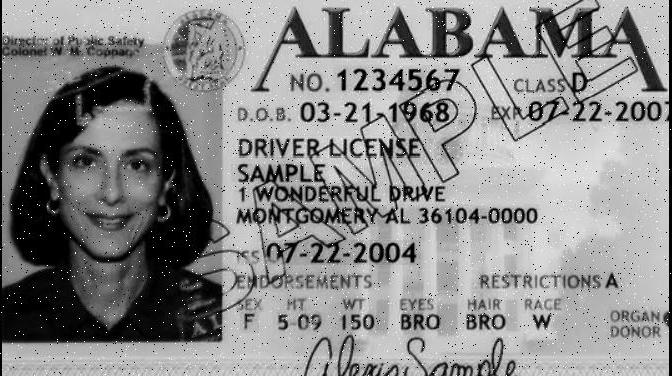 Director of Public Safety
Colonel W. M. Coppage
ALABAMA
NO. 1234567 CLASS D
D.O.B. 03-21-1968 EXP 07-22-200
DRIVER LICENSE
SAMPLE
1 WONDERFUL DRIVE
MONTGOMERY AL 36104-0000
ISS 07-22-2004
ENDORSEMENTS RESTRICTIONS A
SEX HT WT EYES HAIR RACE
F 5-09 150 BRO BRO W
ORGAN
DONOR
Alexis Sample
SAMPLE